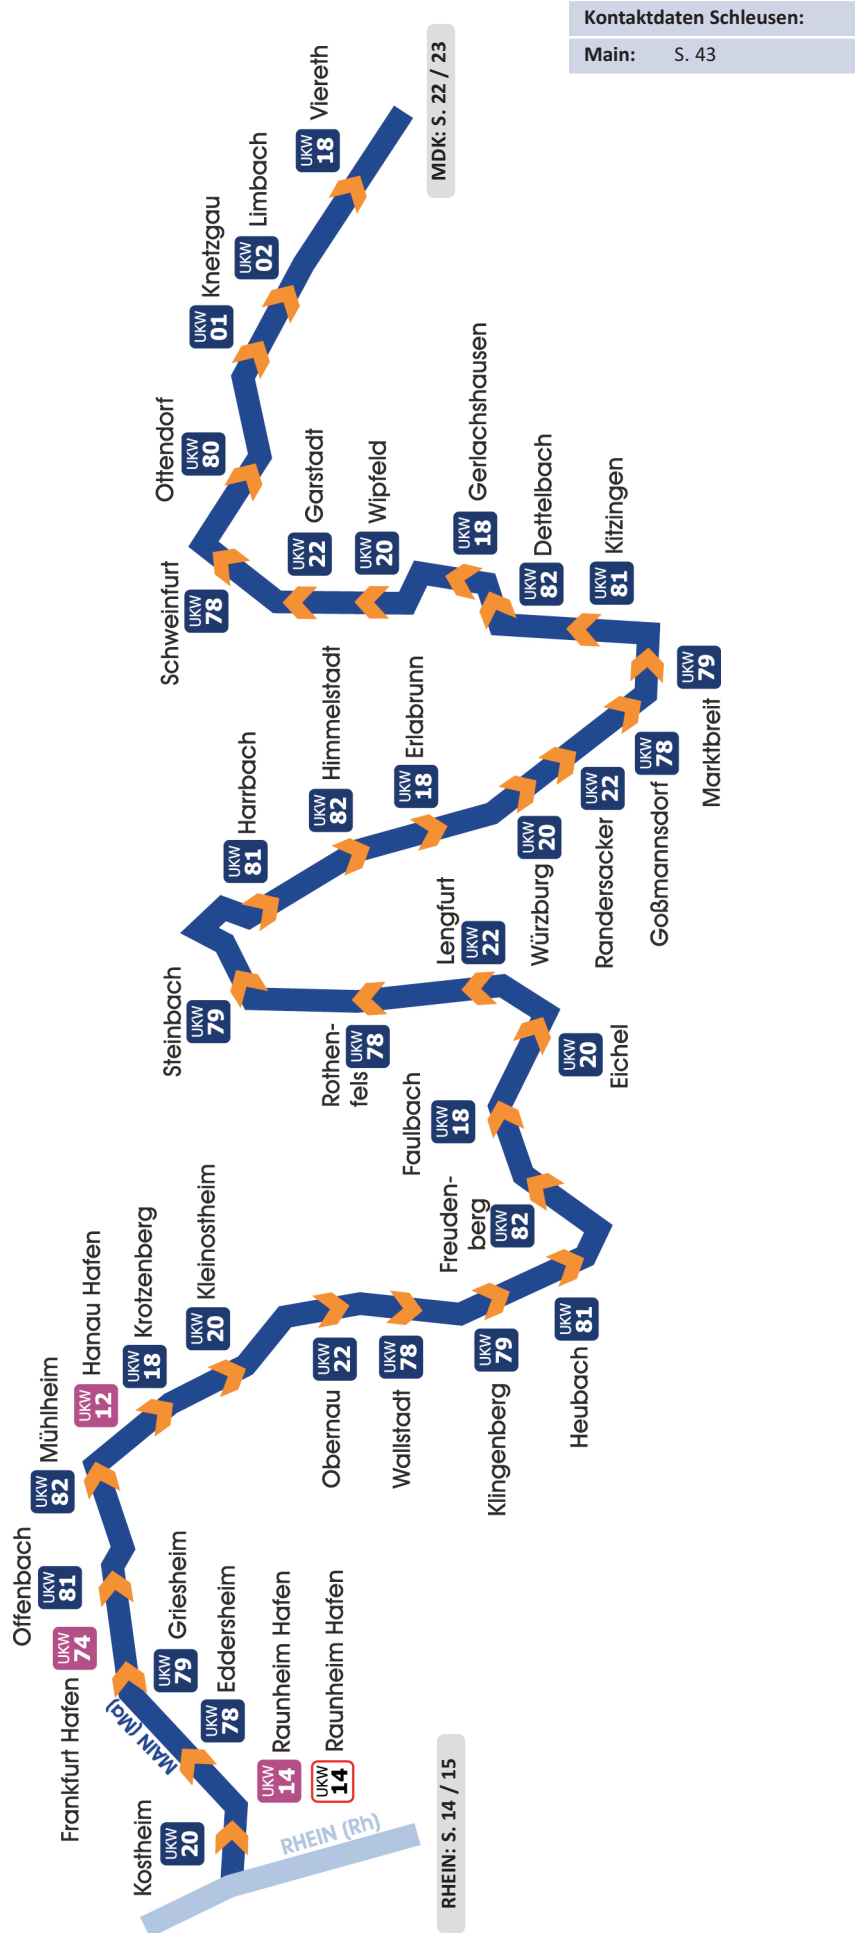 Kontaktdaten Schleusen:
Main: S. 43
MDK: S. 22 / 23
Viereth
UKW
18
Limbach
UKW
02
Knetzgau
UKW
01
Ottendorf
UKW
80
Schweinfurt
UKW
78
Garstadt
UKW
22
Wipfeld
UKW
20
Gerlachshausen
UKW
18
Dettelbach
UKW
82
Kitzingen
UKW
81
Marktbreit
UKW
79
Goßmannsdorf
UKW
78
Randersacker
UKW
22
Würzburg
UKW
20
Erlabrunn
UKW
18
Himmelstadt
UKW
82
Harrbach
UKW
81
Steinbach
UKW
79
Rothen-
fels
UKW
78
Lengfurt
UKW
22
Eichel
UKW
20
Faulbach
UKW
18
Freuden-
berg
UKW
82
Heubach
UKW
81
Klingenberg
UKW
79
Wallstadt
UKW
78
Obernau
UKW
22
Kleinostheim
UKW
20
Krotzenberg
UKW
18
Hanau Hafen
UKW
12
Mühlheim
UKW
82
Offenbach
UKW
81
Frankfurt Hafen
UKW
74
Griesheim
UKW
79
Eddersheim
UKW
78
Raunheim Hafen
UKW
14
Raunheim Hafen
UKW
14
Kostheim
UKW
20
MAIN (Ma)
RHEIN (Rh)
RHEIN: S. 14 / 15